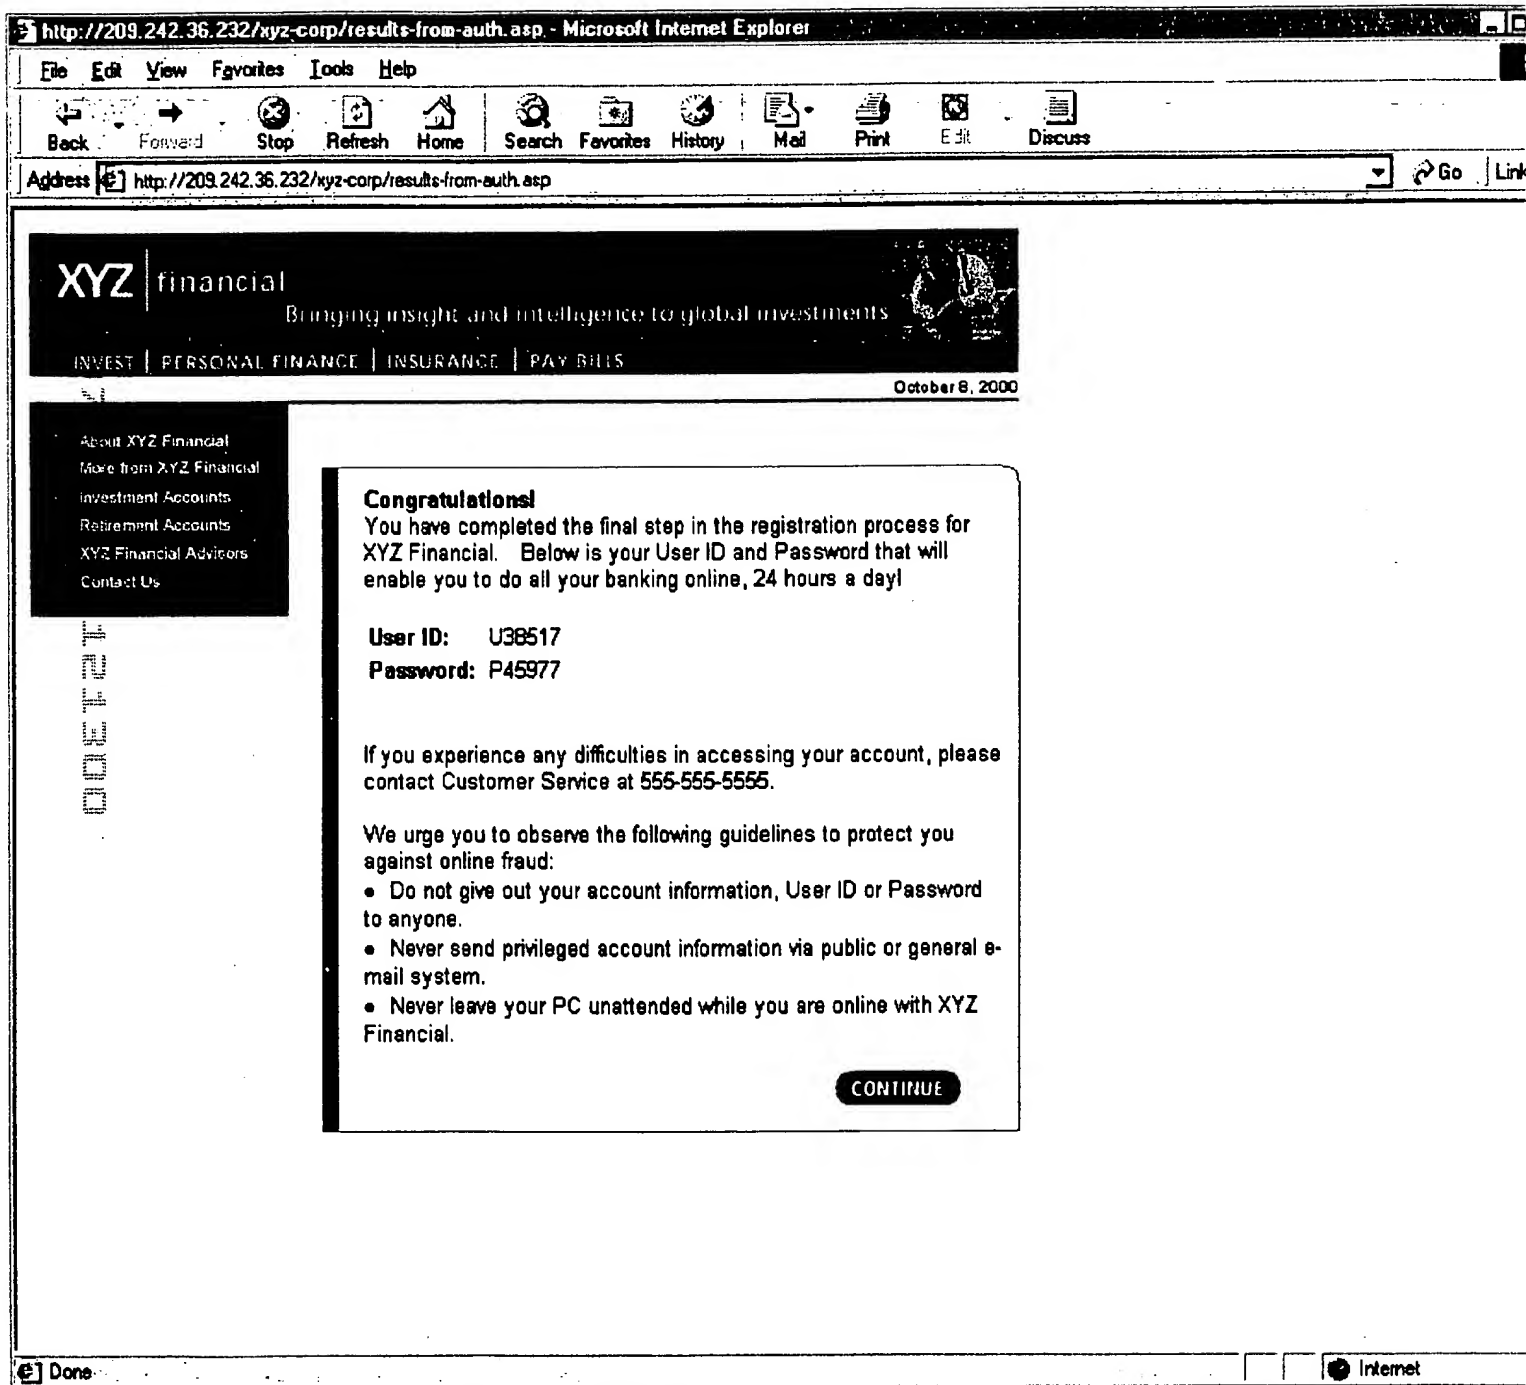 http://209.242.36.232/xyz-corp/results-from-auth.asp - Microsoft Internet Explorer
File Edit View Favorites Tools Help
Back Forward Stop Refresh Home Search Favorites History Mail Print Edit Discuss
Address http://209.242.36.232/xyz-corp/results-from-auth.asp Go Link
XYZ financial
Bringing insight and intelligence to global investments
INVEST | PERSONAL FINANCE | INSURANCE | PAY BILLS
October 8, 2000
About XYZ Financial
More from XYZ Financial
Investment Accounts
Retirement Accounts
XYZ Financial Advisors
Contact Us
121300
Congratulations!
You have completed the final step in the registration process for
XYZ Financial. Below is your User ID and Password that will
enable you to do all your banking online, 24 hours a day!
User ID: U38517
Password: P45977
If you experience any difficulties in accessing your account, please
contact Customer Service at 555-555-5555.
We urge you to observe the following guidelines to protect you
against online fraud:
• Do not give out your account information, User ID or Password
to anyone.
• Never send privileged account information via public or general e-
mail system.
• Never leave your PC unattended while you are online with XYZ
Financial.
CONTINUE
Done Internet